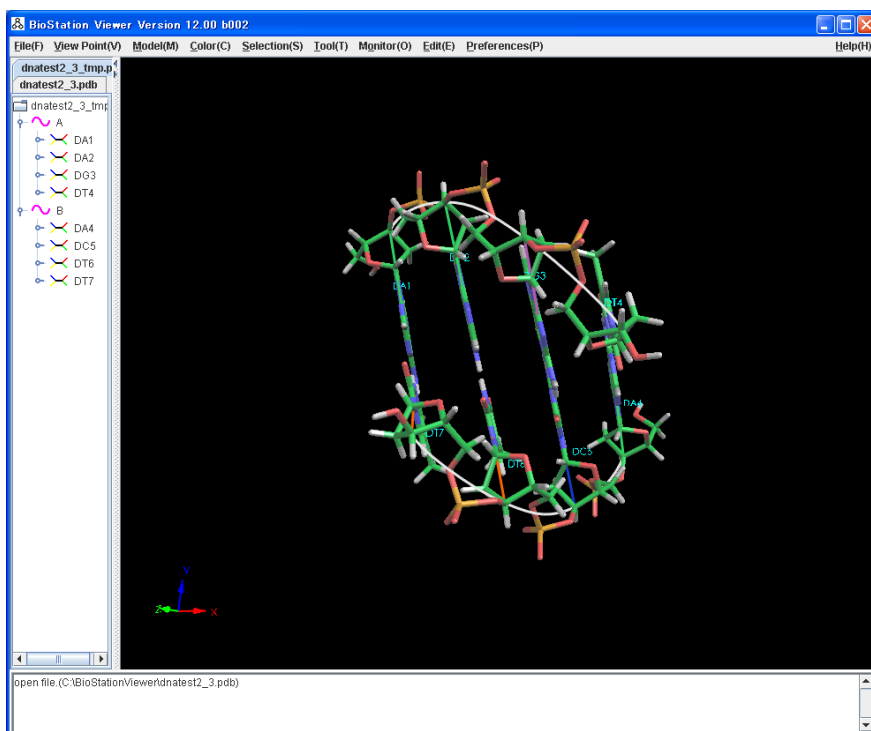 BioStation Viewer Version 12.00 b002
File(F) View Point(V) Model(M) Color(C) Selection(S) Tool(T) Monitor(O) Edit(E) Preferences(P) Help(H)
dnatest2_3_tmp.p
dnatest2_3.pdb
dnatest2_3_tmp
A
DA1
DA2
DG3
DT4
B
DA4
DC5
DT6
DT7
DA1
DG3
DT4
DA4
DT7
DC5
Y
Z
X
open file.(C:\BioStationViewer\dnatest2_3.pdb)